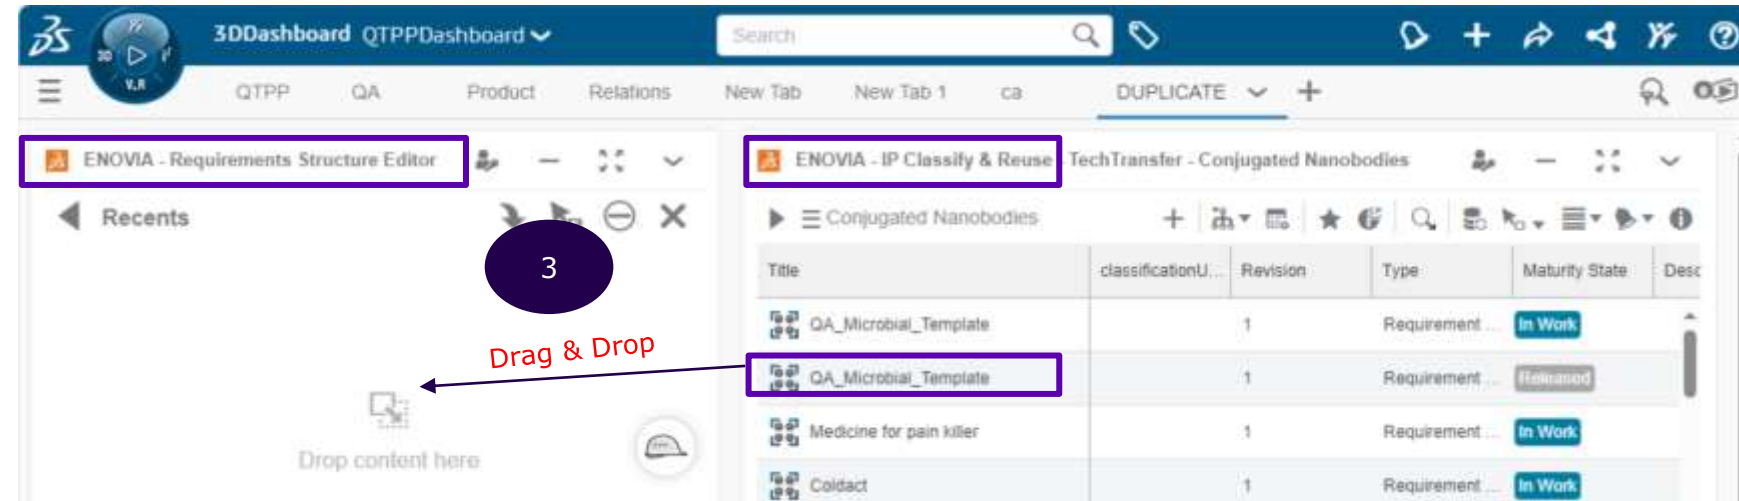 3DDashboard QTPPDashboard
Search
3D
V.R
QTPP QA Product Relations New Tab New Tab 1 ca DUPLICATE
ENOVIA - Requirements Structure Editor
ENOVIA - IP Classify & Reuse - TechTransfer - Conjugated Nanobodies
Recents
Conjugated Nanobodies
3
Title classificationU... Revision Type Maturity State Desc
QA_Microbial_Template 1 Requirement ... In Work
Drag & Drop
QA_Microbial_Template 1 Requirement ... Released
Medicine for pain killer 1 Requirement ... In Work
Drop content here
Coldact 1 Requirement ... In Work